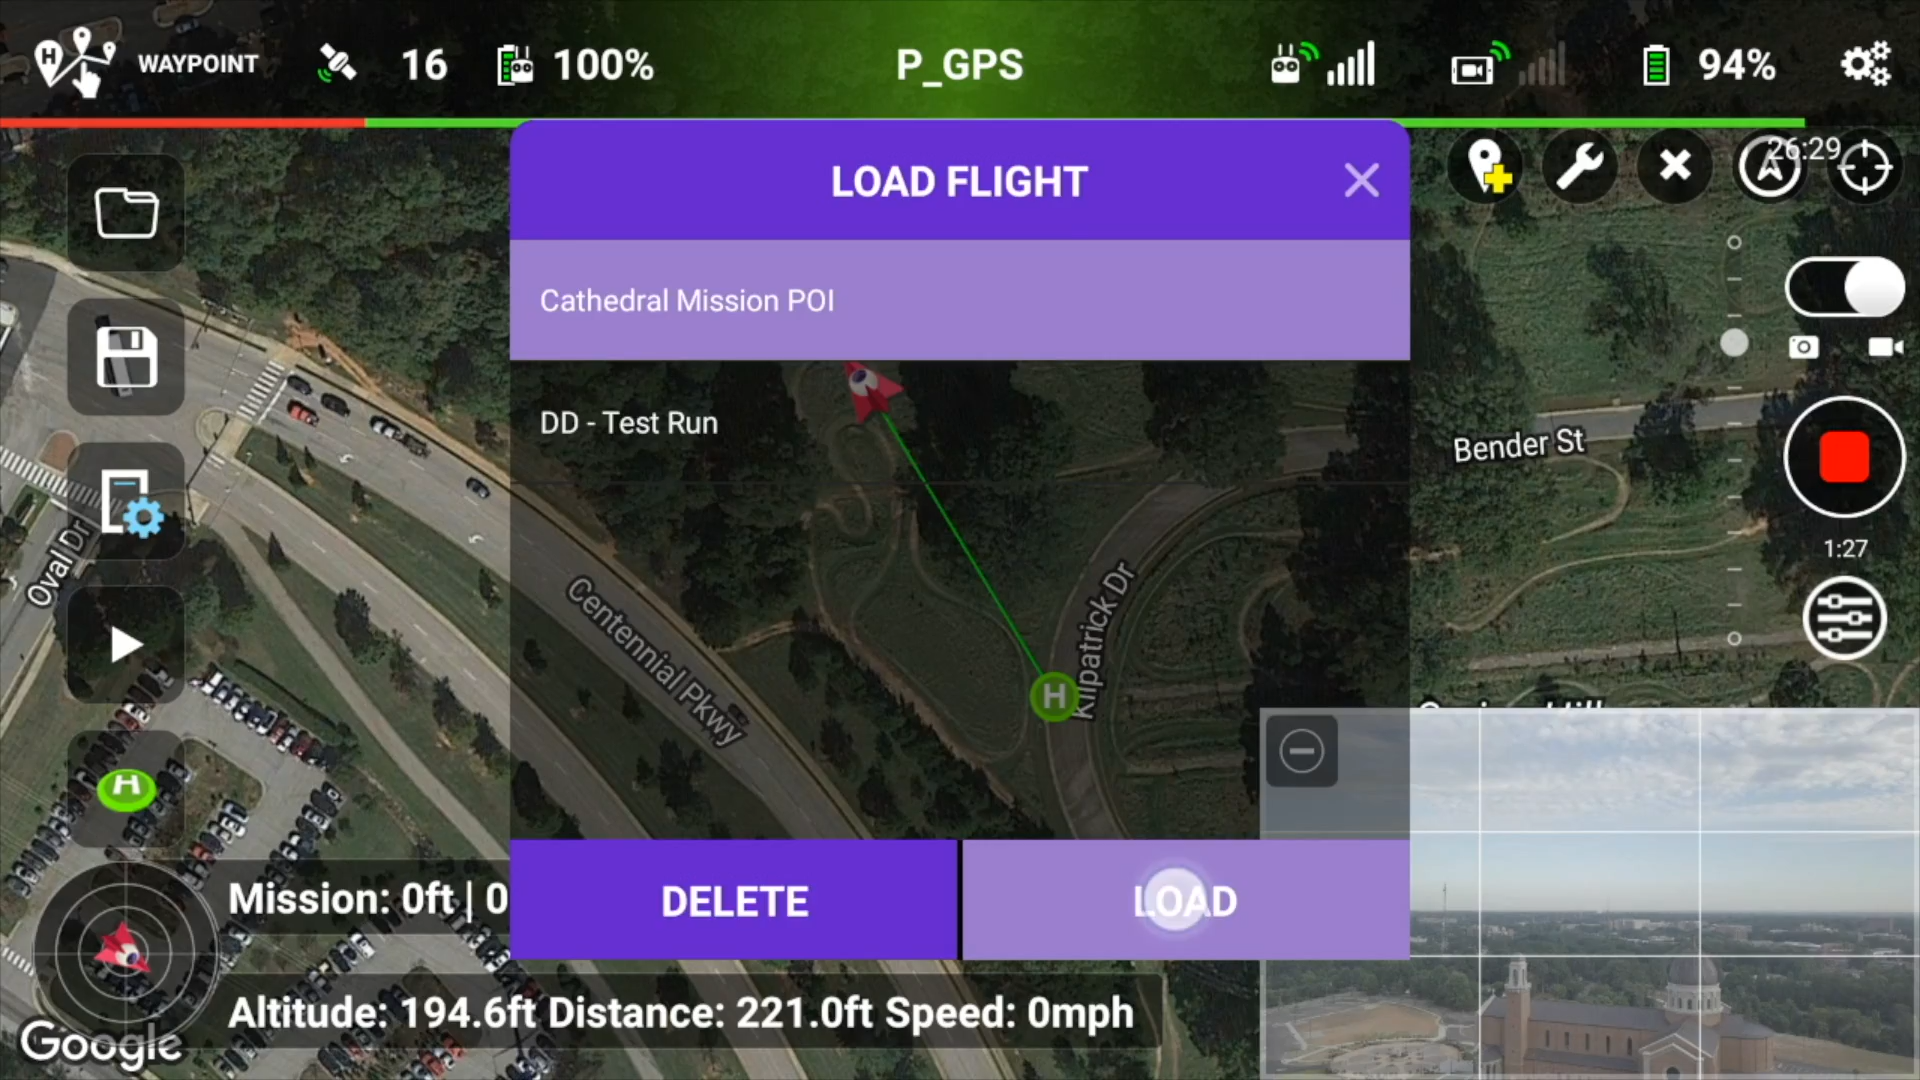 WAYPOINT
16
100%
P_GPS
94%
26:29
LOAD FLIGHT
Cathedral Mission POI
DD - Test Run
Bender St
1:27
Oval Dr
Centennial Pkwy
Kilpatrick Dr
H
H
DELETE
LOAD
Mission: 0ft | 0
Altitude: 194.6ft Distance: 221.0ft Speed: 0mph
Google